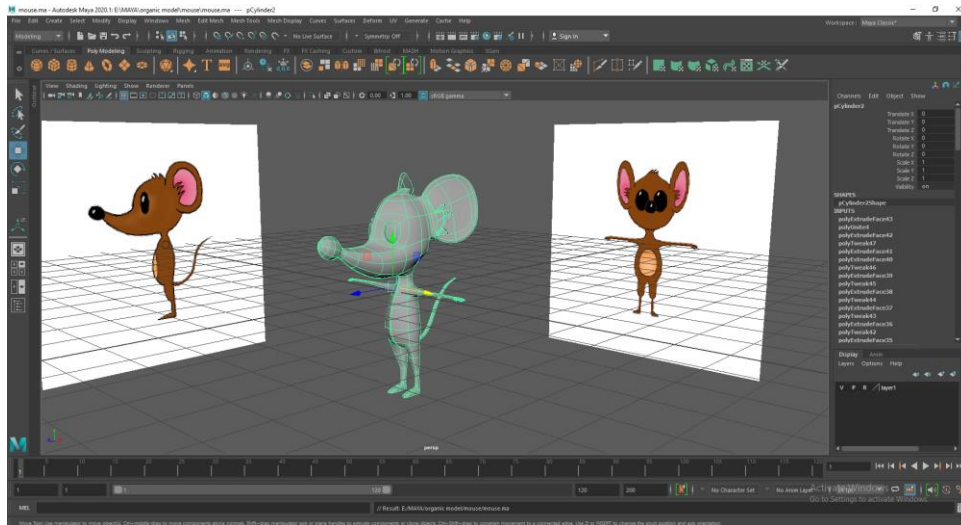 mouse.ma - Autodesk Maya 2020.1: E:\MAYA\organic model\mouse\mouse.ma --- pCylinder2
File Edit Create Select Modify Display Windows Mesh Edit Mesh Mesh Tools Mesh Display Curves Surfaces Deform UV Generate Cache Help
Workspace: Maya Classic*
Modeling
No Live Surface
Symmetry: Off
Sign In
Curves / Surfaces Poly Modeling Sculpting Rigging Animation Rendering FX FX Caching Custom Bifrost MASH Motion Graphics XGen
View Shading Lighting Show Renderer Panels
0.00 1.00 sRGB gamma
Channels Edit Object Show
pCylinder2
Translate X 0
Translate Y 0
Translate Z 0
Rotate X 0
Rotate Y 0
Rotate Z 0
Scale X 1
Scale Y 1
Scale Z 1
Visibility on
SHAPES
pCylinder2Shape
INPUTS
polyExtrudeFace43
polyUnite4
polyExtrudeFace42
polyTweak47
polyExtrudeFace41
polyExtrudeFace40
polyTweak46
polyExtrudeFace39
polyTweak45
polyExtrudeFace38
polyTweak44
polyExtrudeFace37
polyTweak43
polyExtrudeFace36
polyTweak42
polyExtrudeFace35
Display Anim
Layers Options Help
V P R layer1
persp
1 1 1 120 120 200 No Character Set No Anim Layer
Activate Windows
Go to Settings to activate Windows.
MEL
// Result: E:/MAYA/organic model/mouse/mouse.ma